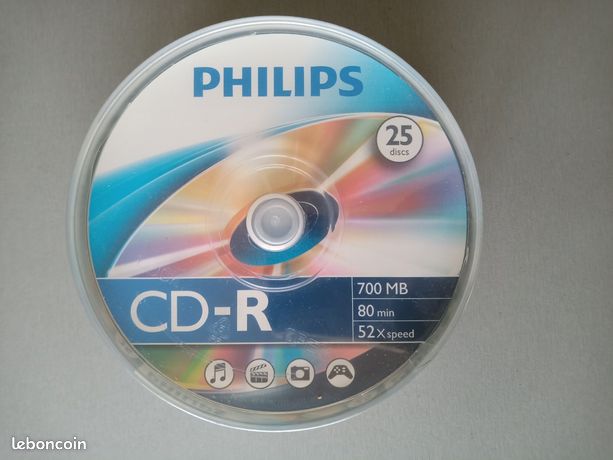 PHILIPS
25
discs
CD-R
700 MB
80 min
52x speed
leboncoin